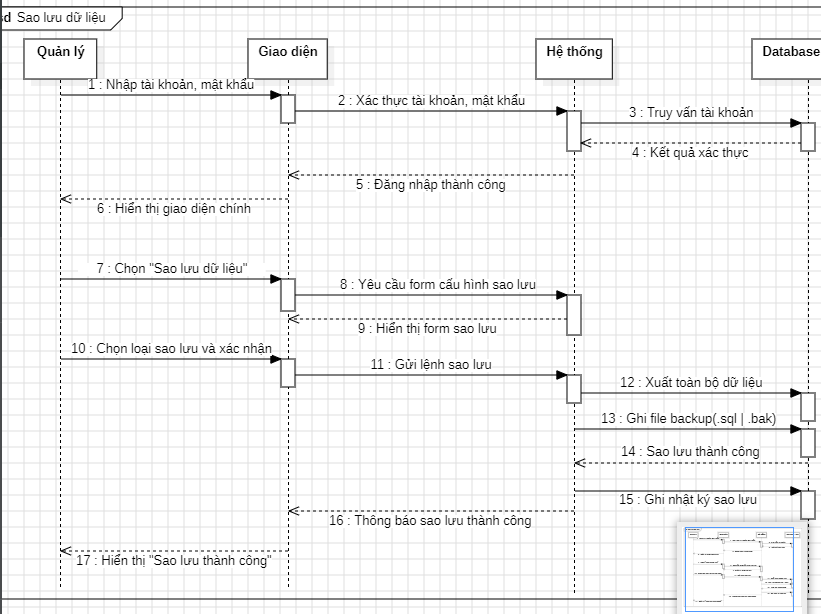 sd Sao lưu dữ liệu
Quản lý
Giao diện
Hệ thống
Database
1 : Nhập tài khoản, mật khẩu
2 : Xác thực tài khoản, mật khẩu
3 : Truy vấn tài khoản
4 : Kết quả xác thực
5 : Đăng nhập thành công
6 : Hiển thị giao diện chính
7 : Chọn "Sao lưu dữ liệu"
8 : Yêu cầu form cấu hình sao lưu
9 : Hiển thị form sao lưu
10 : Chọn loại sao lưu và xác nhận
11 : Gửi lệnh sao lưu
12 : Xuất toàn bộ dữ liệu
13 : Ghi file backup(.sql | .bak)
14 : Sao lưu thành công
15 : Ghi nhật ký sao lưu
16 : Thông báo sao lưu thành công
17 : Hiển thị "Sao lưu thành công"